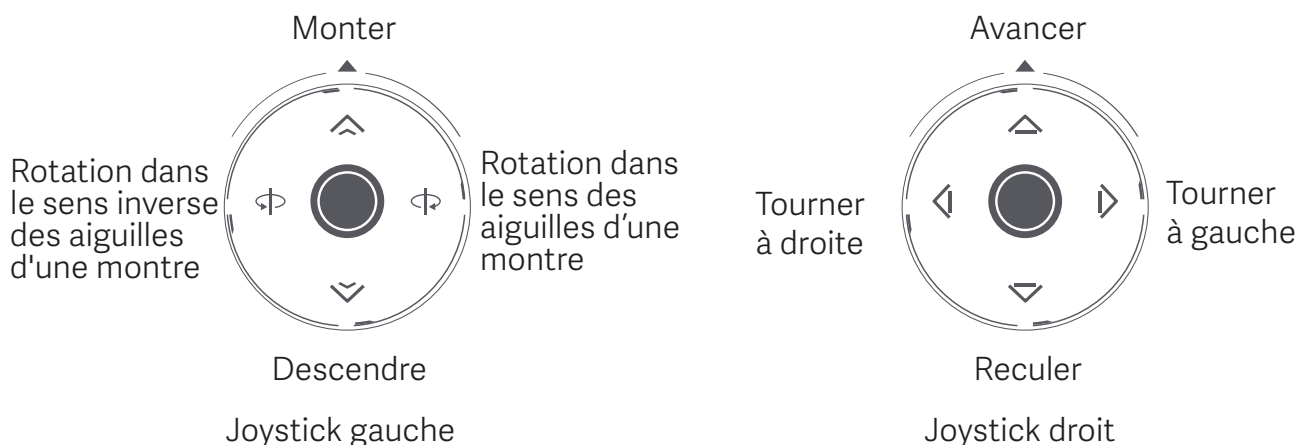 Monter
Rotation dans
le sens inverse
des aiguilles
d'une montre
Rotation dans
le sens des
aiguilles d’une
montre
Descendre
Joystick gauche
Avancer
Tourner
à droite
Tourner
à gauche
Reculer
Joystick droit